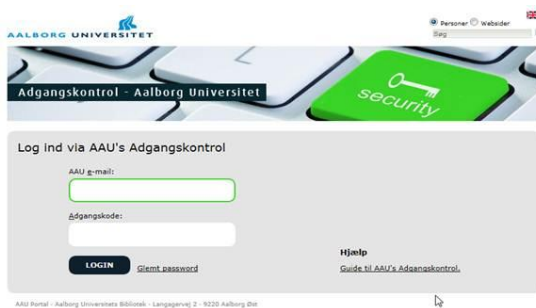 AALBORG UNIVERSITET
Personer Websider
Søg
Adgangskontrol - Aalborg Universitet
security
Log ind via AAU's Adgangskontrol
AAU e-mail:
Adgangskode:
LOGIN Glemt password
Hjælp
Guide til AAU's Adgangskontrol.
AAU Portal - Aalborg Universitets Bibliotek - Langagervej 2 - 9220 Aalborg Øst